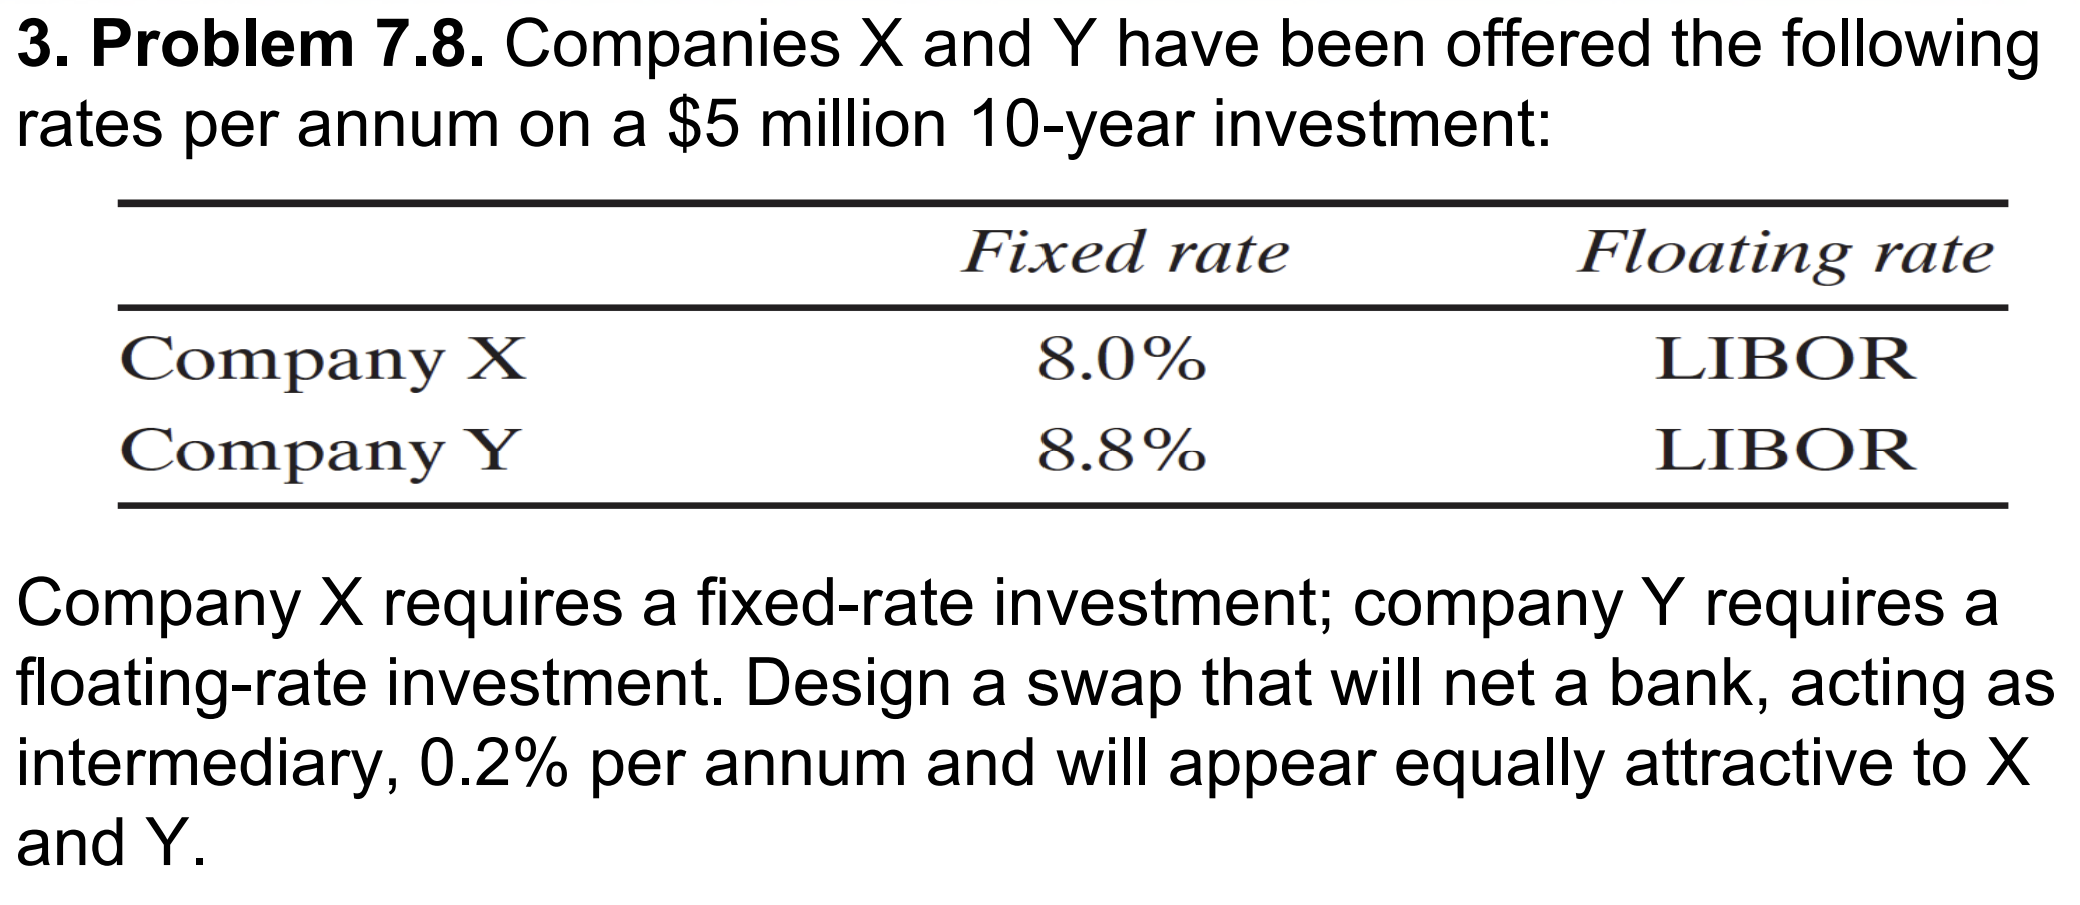 3. Problem 7.8. Companies X and Y have been offered the following
rates per annum on a $5 million 10-year investment:
Fixed rate Floating rate
Company X 8.0% LIBOR
Company Y 8.8% LIBOR
Company X requires a fixed-rate investment; company Y requires a
floating-rate investment. Design a swap that will net a bank, acting as
intermediary, 0.2% per annum and will appear equally attractive to X
and Y.